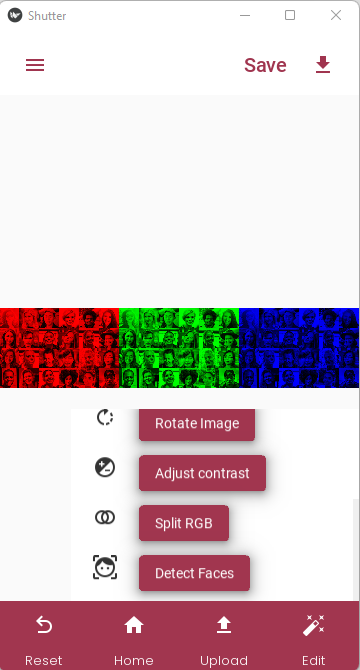 Shutter
Save
Rotate Image
Adjust contrast
Split RGB
Detect Faces
Reset Home Upload Edit